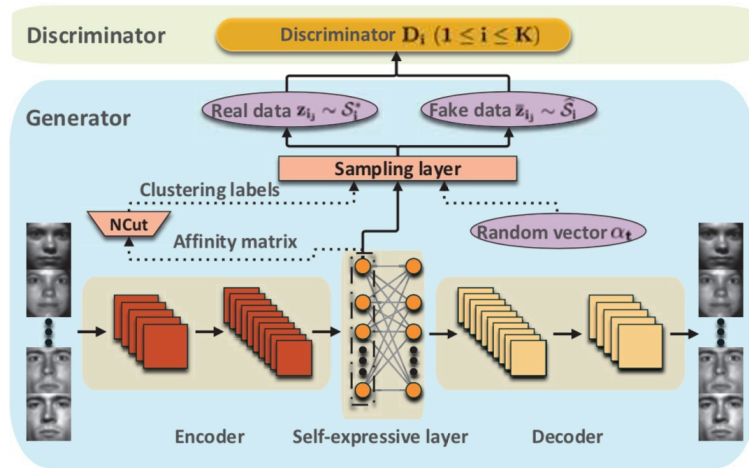 Discriminator
Discriminator D_i (1 ≤ i ≤ K)
Generator
Real data z_{i_j} ∼ S_i^*
Fake data z̄_{i_j} ∼ Ŝ_i
Sampling layer
Clustering labels
NCut
Affinity matrix
Random vector α_t
Encoder
Self-expressive layer
Decoder